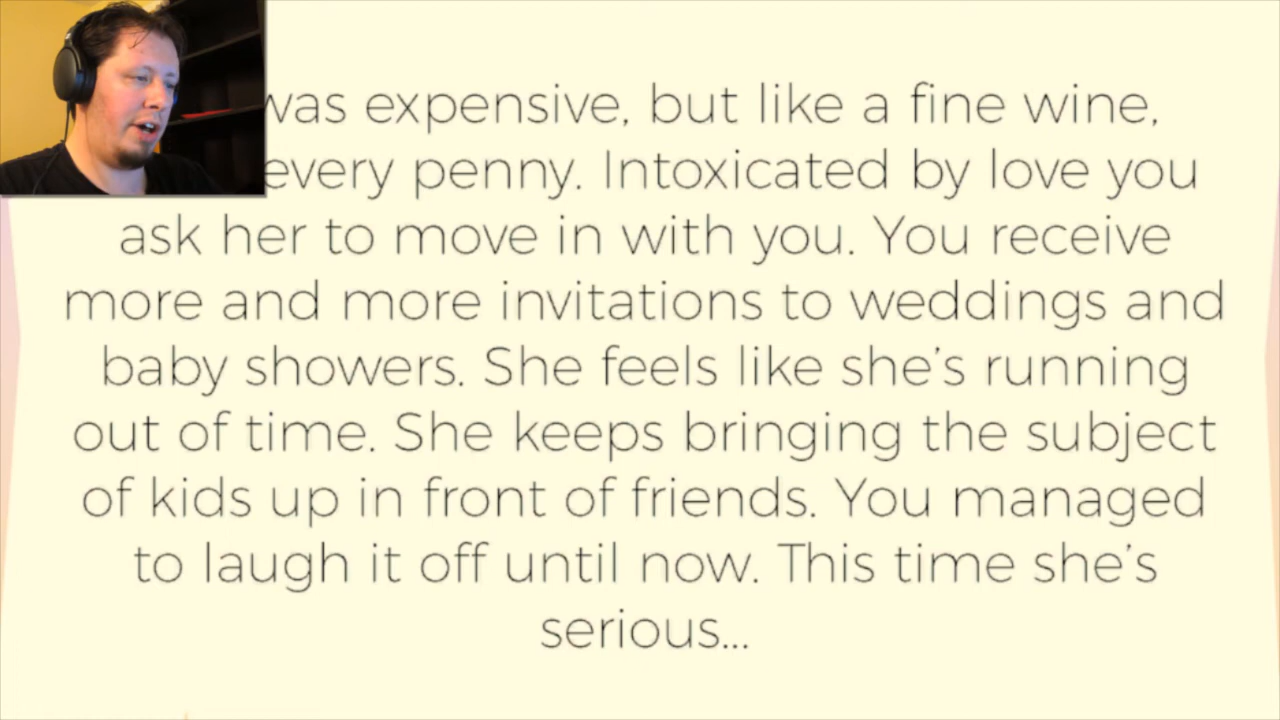 was expensive, but like a fine wine,
every penny. Intoxicated by love you
ask her to move in with you. You receive
more and more invitations to weddings and
baby showers. She feels like she's running
out of time. She keeps bringing the subject
of kids up in front of friends. You managed
to laugh it off until now. This time she's
serious...